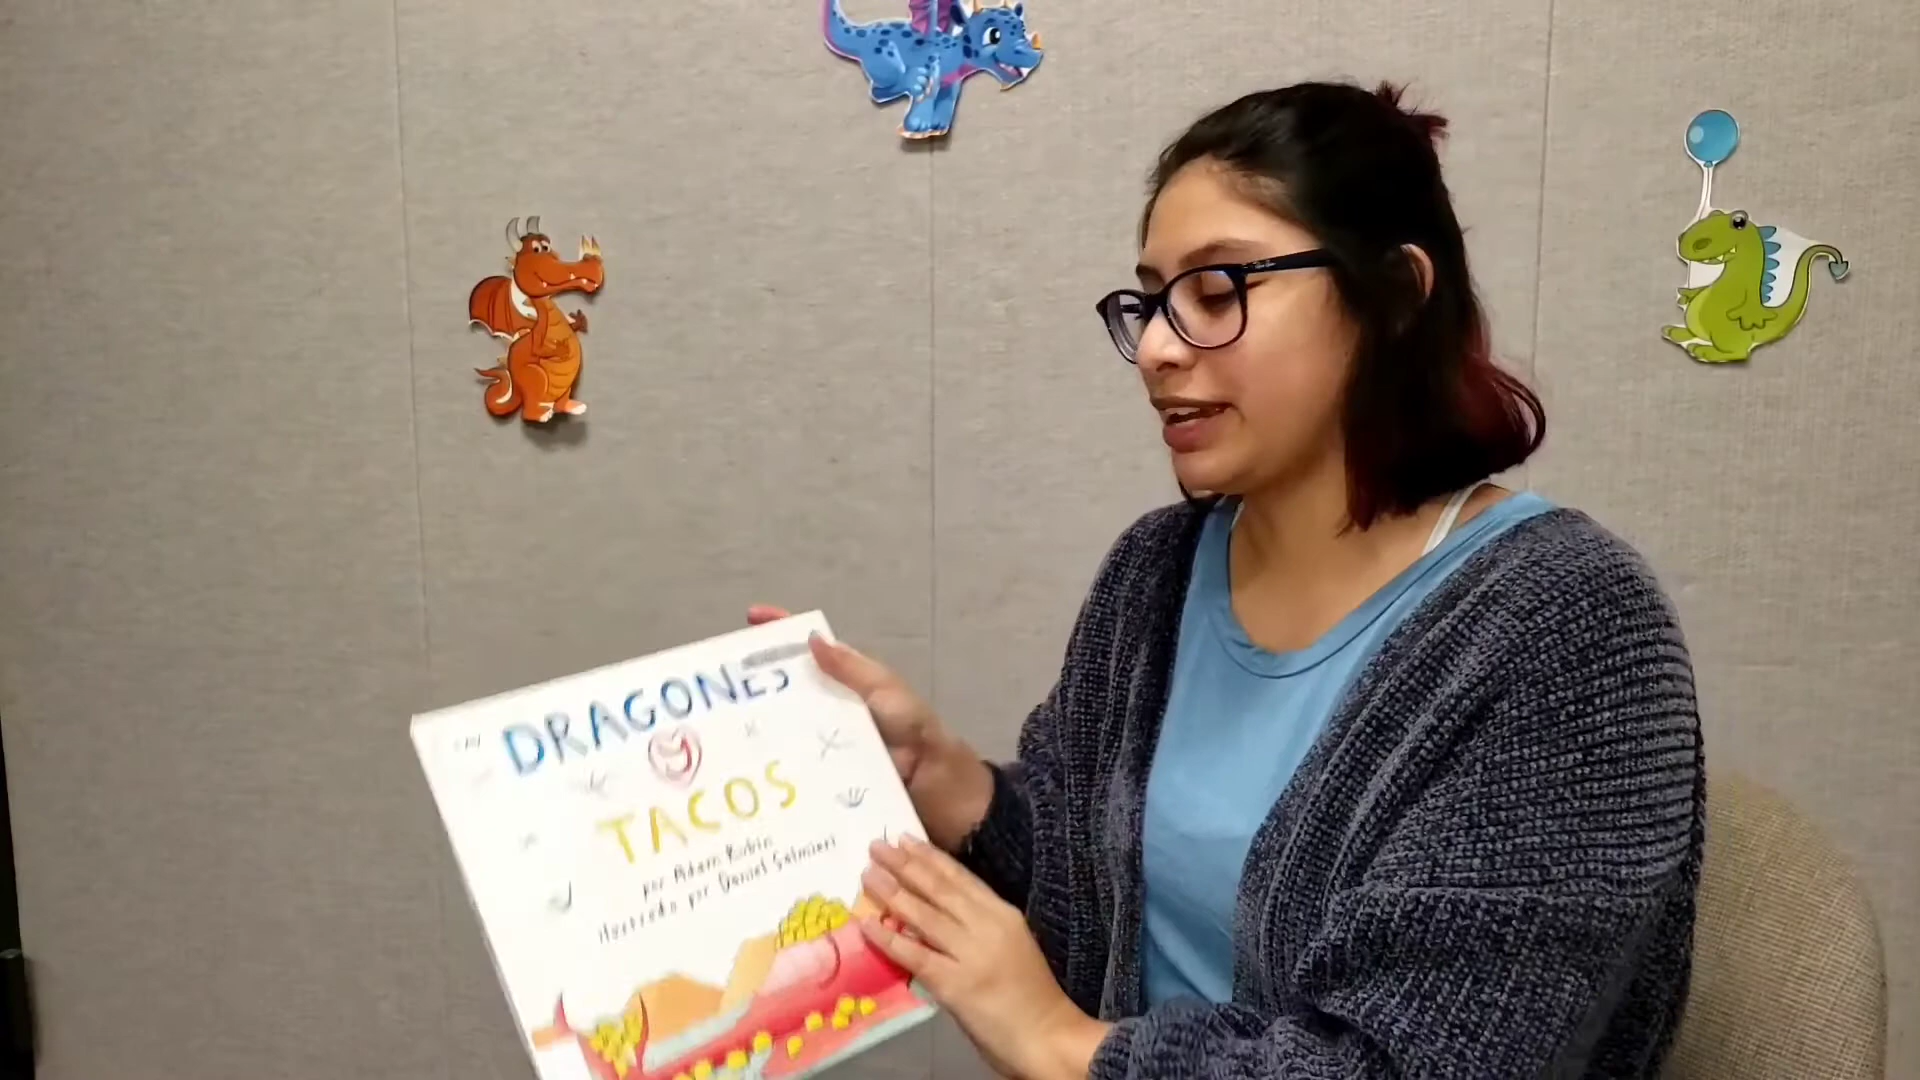 DRAGONES
y
TACOS
por Adam Rubin
ilustrado por Daniel Salmieri